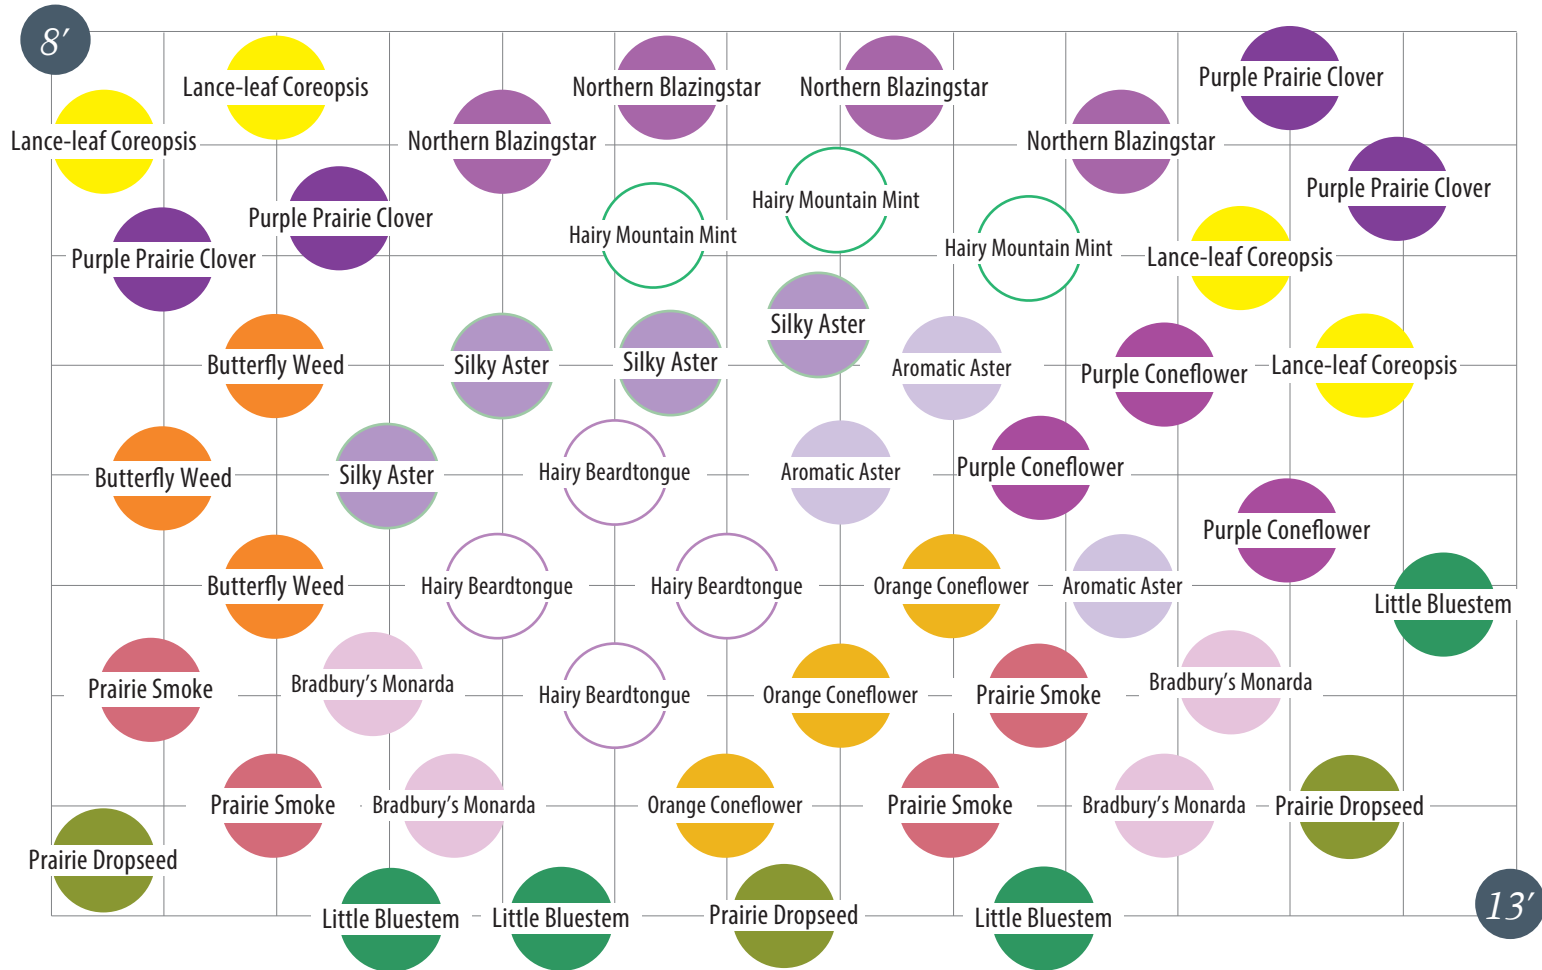 8′
Lance-leaf Coreopsis
Northern Blazingstar
Northern Blazingstar
Purple Prairie Clover
Lance-leaf Coreopsis
Northern Blazingstar
Northern Blazingstar
Purple Prairie Clover
Hairy Mountain Mint
Purple Prairie Clover
Hairy Mountain Mint
Hairy Mountain Mint
Purple Prairie Clover
Lance-leaf Coreopsis
Silky Aster
Butterfly Weed
Silky Aster
Silky Aster
Aromatic Aster
Purple Coneflower
Lance-leaf Coreopsis
Butterfly Weed
Silky Aster
Hairy Beardtongue
Aromatic Aster
Purple Coneflower
Purple Coneflower
Butterfly Weed
Hairy Beardtongue
Hairy Beardtongue
Orange Coneflower
Aromatic Aster
Little Bluestem
Prairie Smoke
Bradbury’s Monarda
Hairy Beardtongue
Orange Coneflower
Prairie Smoke
Bradbury’s Monarda
Prairie Smoke
Bradbury’s Monarda
Orange Coneflower
Prairie Smoke
Bradbury’s Monarda
Prairie Dropseed
Prairie Dropseed
Little Bluestem
Little Bluestem
Prairie Dropseed
Little Bluestem
13′